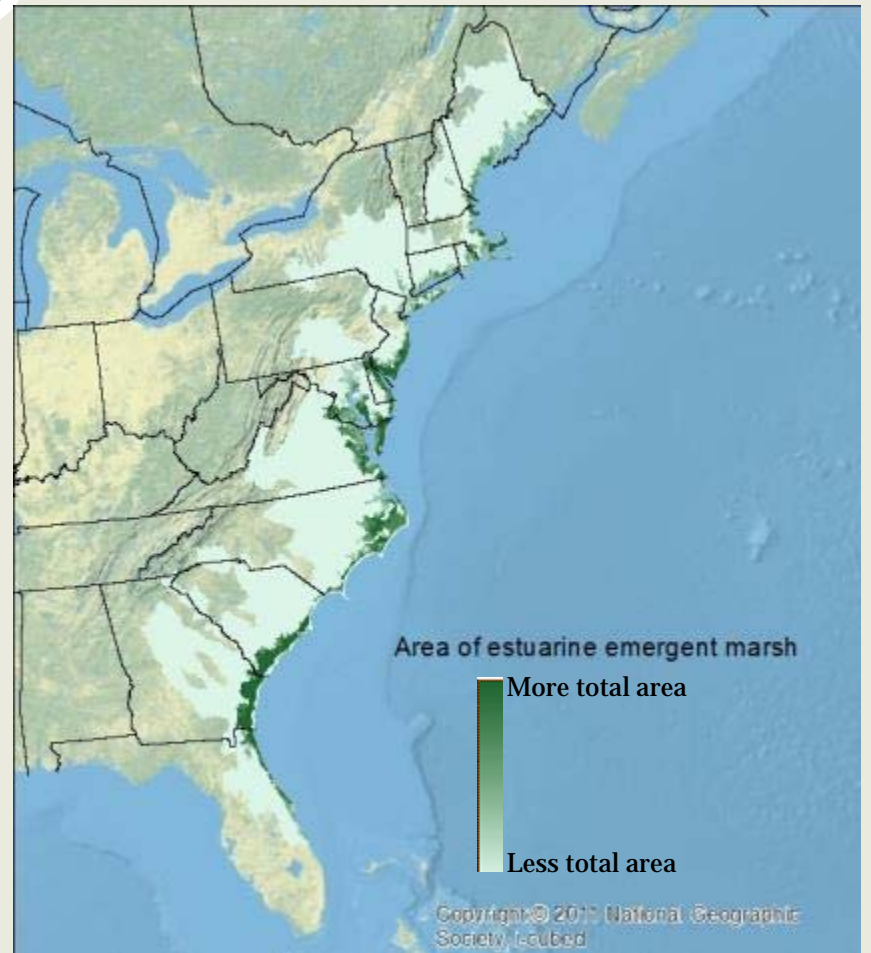 Area of estuarine emergent marsh
More total area
Less total area
Copyright:© 2011 National Geographic
Society, i-cubed